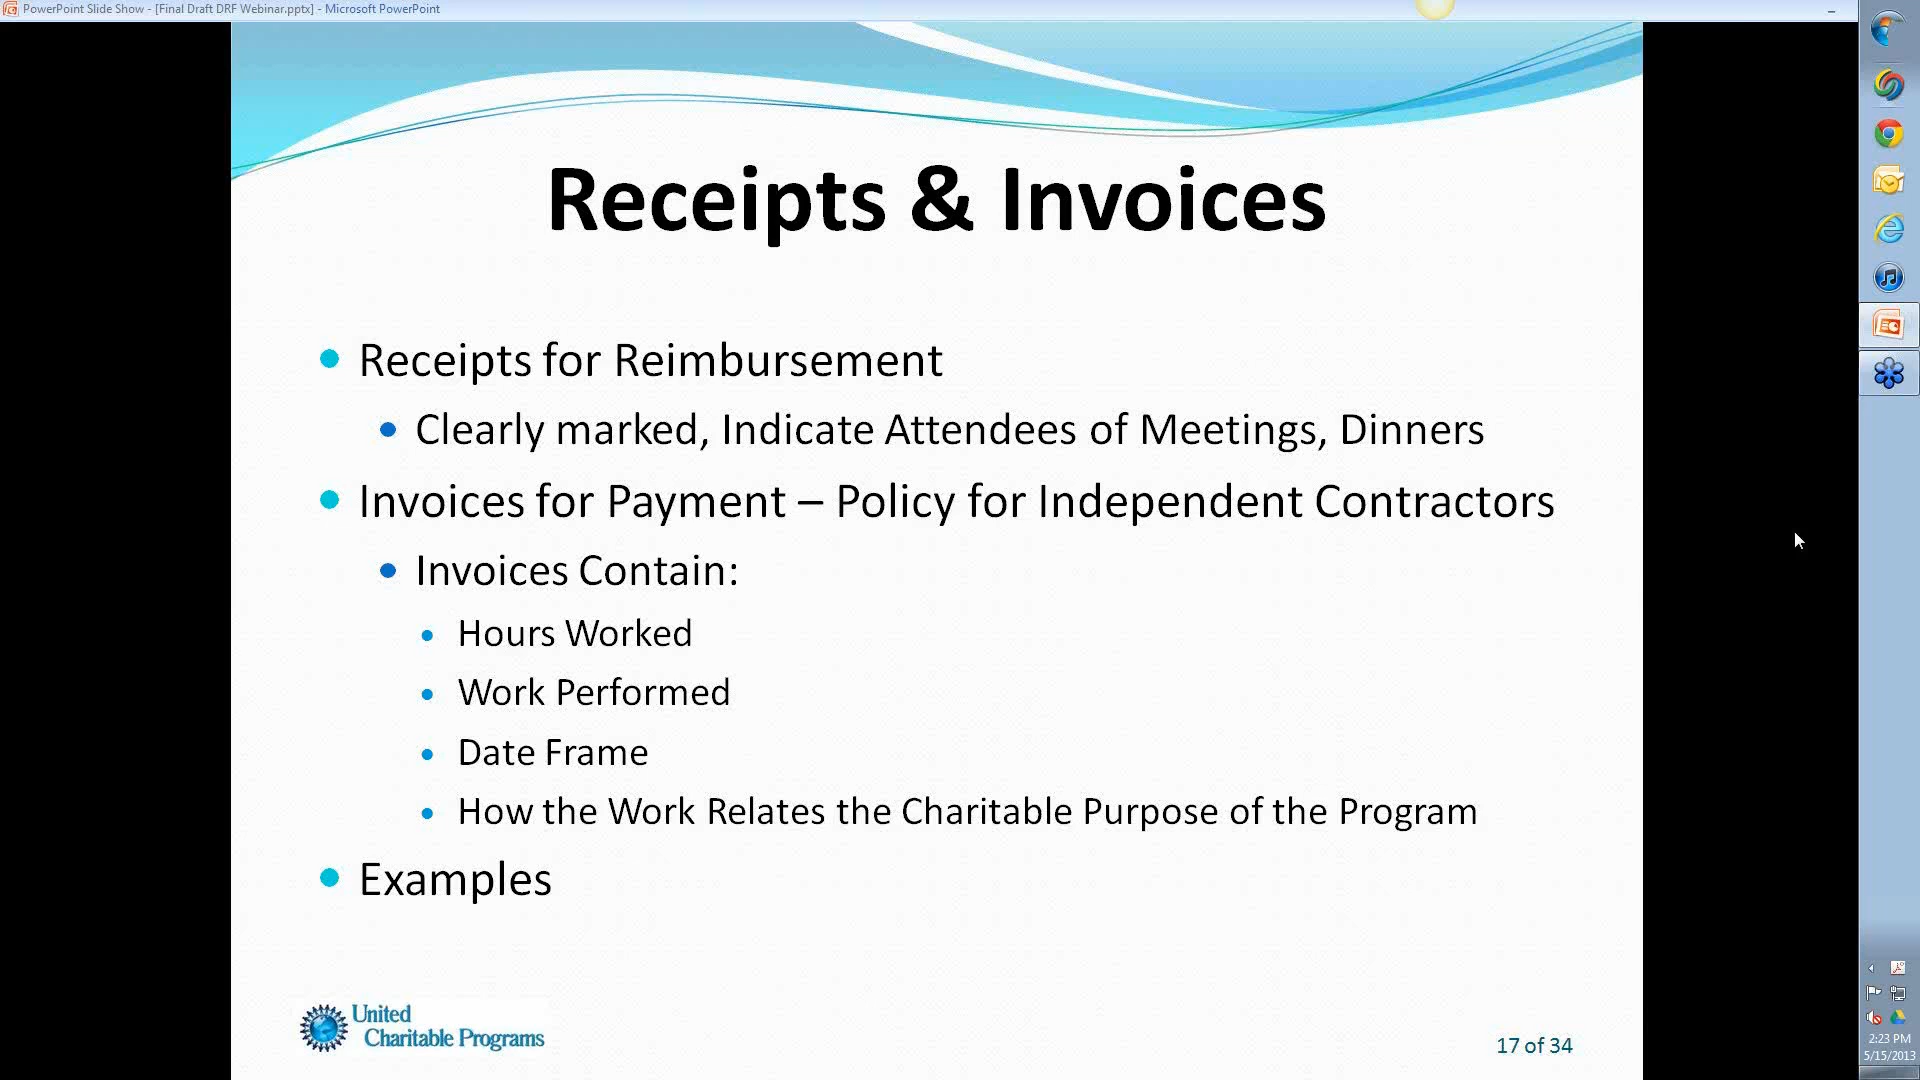 PowerPoint Slide Show - [Final Draft DRF Webinar.pptx] - Microsoft PowerPoint
Receipts & Invoices
Receipts for Reimbursement
Clearly marked, Indicate Attendees of Meetings, Dinners
Invoices for Payment – Policy for Independent Contractors
Invoices Contain:
Hours Worked
Work Performed
Date Frame
How the Work Relates the Charitable Purpose of the Program
Examples
United
Charitable Programs
17 of 34
2:23 PM
5/15/2013